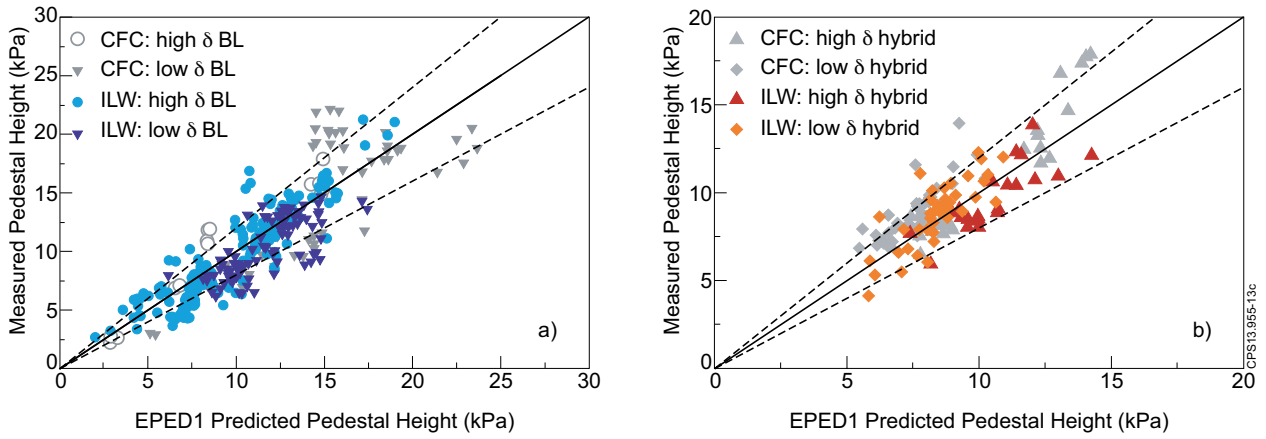 30
25
20
15
10
5
0
Measured Pedestal Height (kPa)
CFC: high δ BL
CFC: low δ BL
ILW: high δ BL
ILW: low δ BL
a)
0 5 10 15 20 25 30
EPED1 Predicted Pedestal Height (kPa)
20
15
10
5
0
Measured Pedestal Height (kPa)
CFC: high δ hybrid
CFC: low δ hybrid
ILW: high δ hybrid
ILW: low δ hybrid
b)
CPS13.955-13c
0 5 10 15 20
EPED1 Predicted Pedestal Height (kPa)